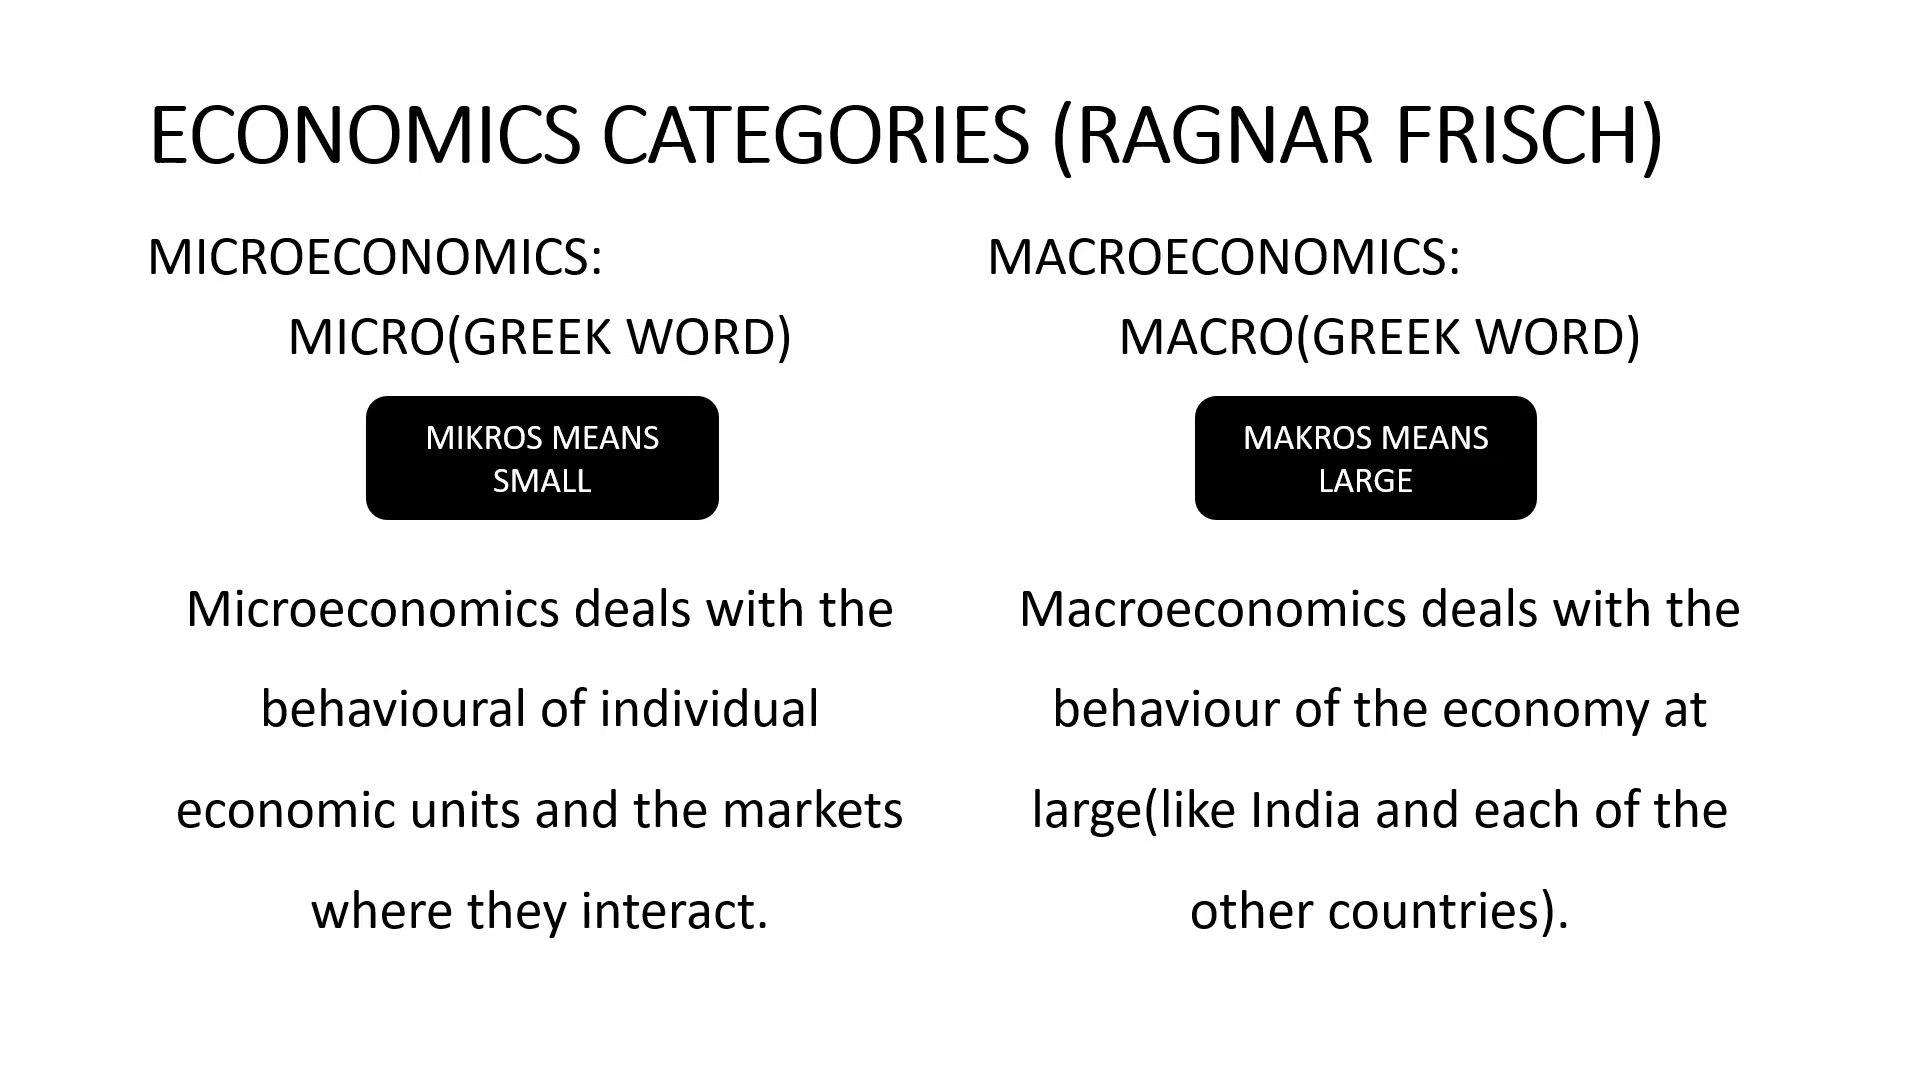 ECONOMICS CATEGORIES (RAGNAR FRISCH)
MICROECONOMICS:
MICRO(GREEK WORD)
MIKROS MEANS
SMALL
Microeconomics deals with the
behavioural of individual
economic units and the markets
where they interact.
MACROECONOMICS:
MACRO(GREEK WORD)
MAKROS MEANS
LARGE
Macroeconomics deals with the
behaviour of the economy at
large(like India and each of the
other countries).